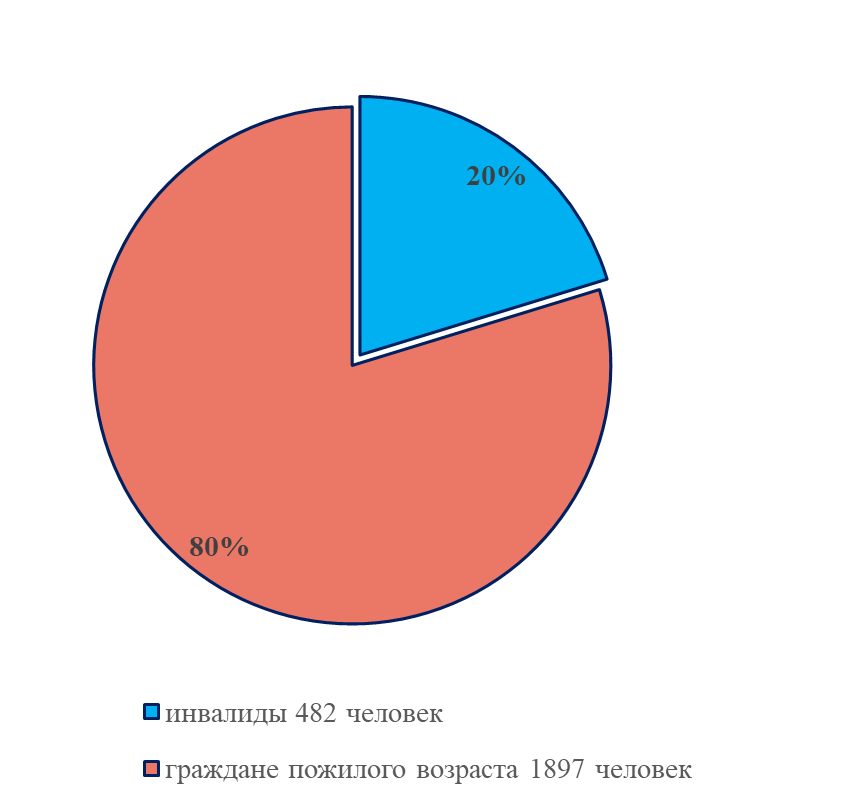 20%
80%
инвалиды 482 человек
граждане пожилого возраста 1897 человек